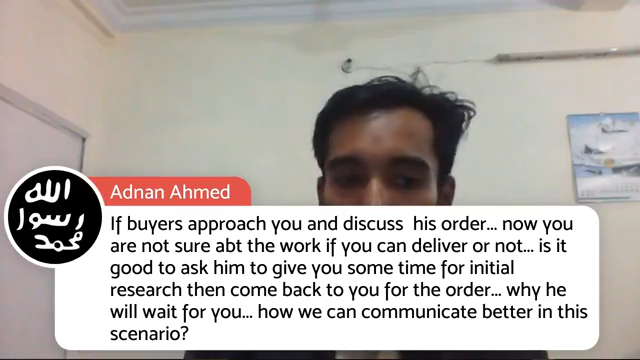 الله
رسول
محمد
Adnan Ahmed
If buyers approach you and discuss his order... now you
are not sure abt the work if you can deliver or not... is it
good to ask him to give you some time for initial
research then come back to you for the order... why he
will wait for you... how we can communicate better in this
scenario?